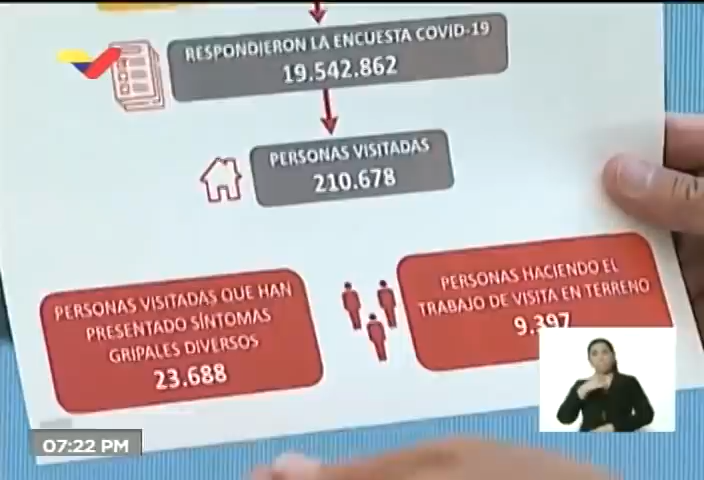 RESPONDIERON LA ENCUESTA COVID-19
19.542.862
PERSONAS VISITADAS
210.678
PERSONAS VISITADAS QUE HAN
PRESENTADO SÍNTOMAS
GRIPALES DIVERSOS
23.688
PERSONAS HACIENDO EL
TRABAJO DE VISITA EN TERRENO
9.397
07:22 PM